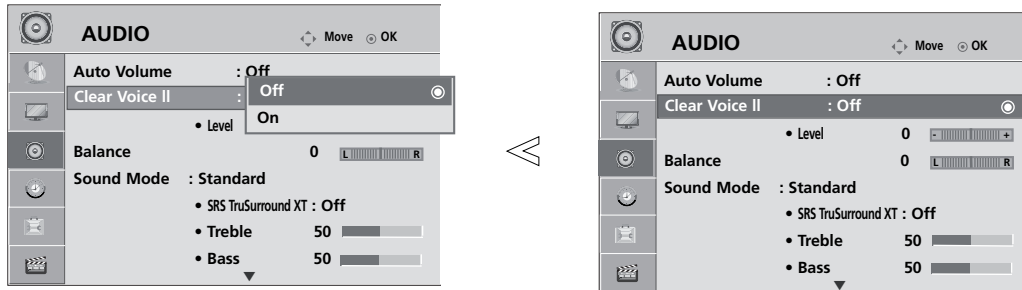 AUDIO
Move OK
Auto Volume : Off
Clear Voice II :
Off
On
• Level
Balance 0 L R
Sound Mode : Standard
• SRS TruSurround XT : Off
• Treble 50
• Bass 50
AUDIO
Move OK
Auto Volume : Off
Clear Voice II : Off
• Level 0 - +
Balance 0 L R
Sound Mode : Standard
• SRS TruSurround XT : Off
• Treble 50
• Bass 50